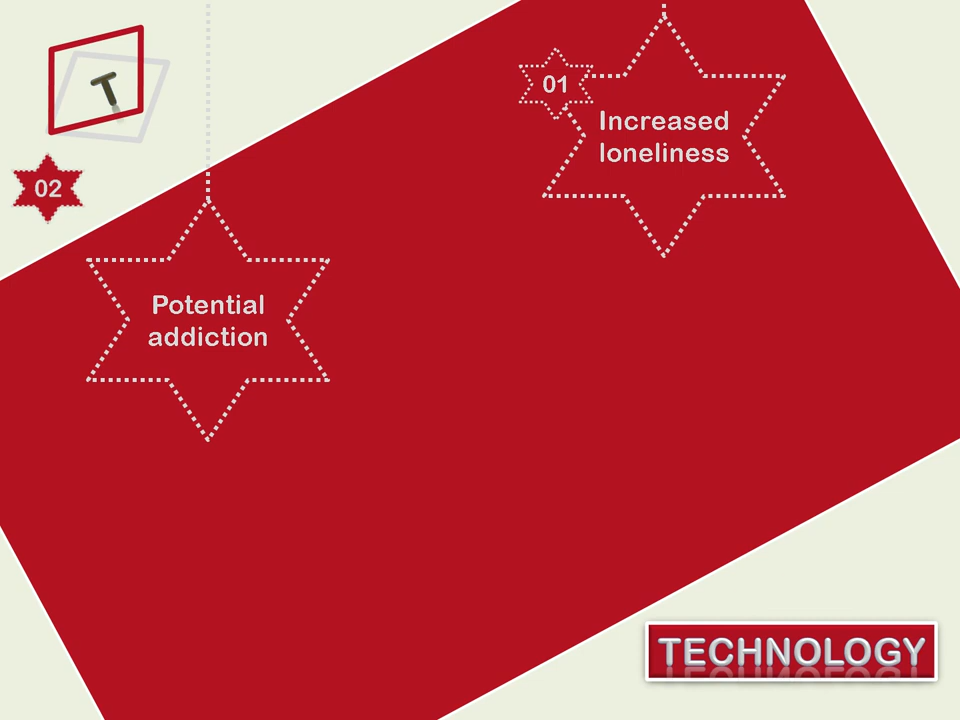 T
01
Increased
loneliness
02
Potential
addiction
TECHNOLOGY